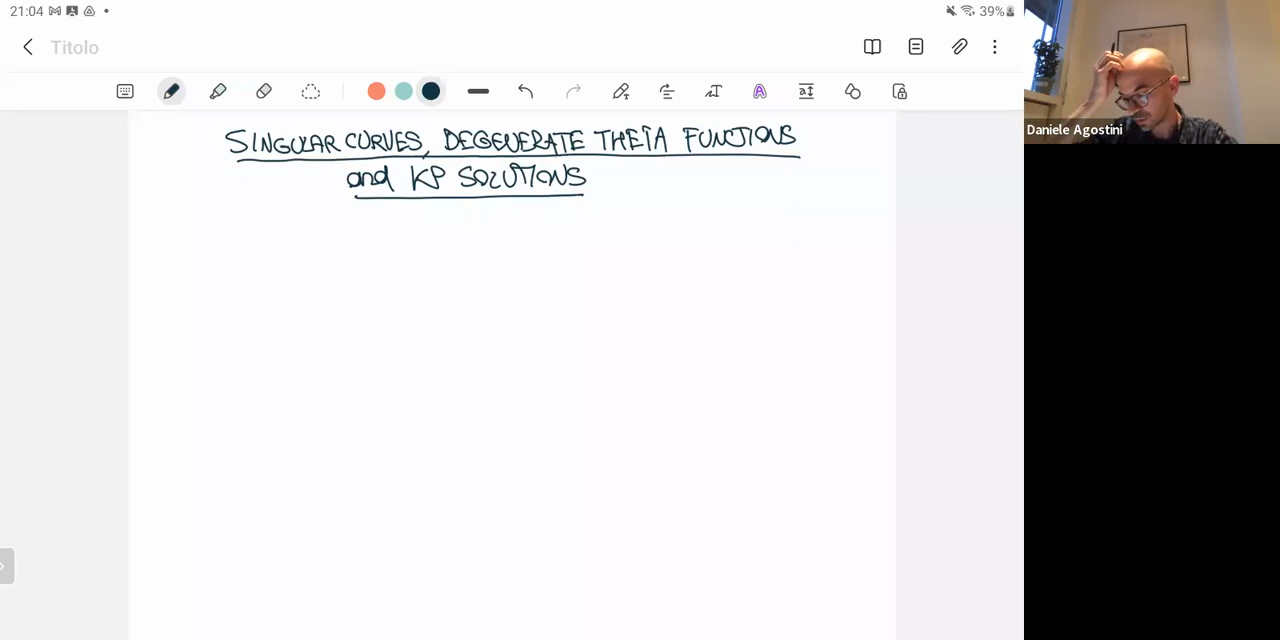 21:04
39%
Titolo
Daniele Agostini
SINGULAR CURVES, DEGENERATE THETA FUNCTIONS
and KP SOLUTIONS